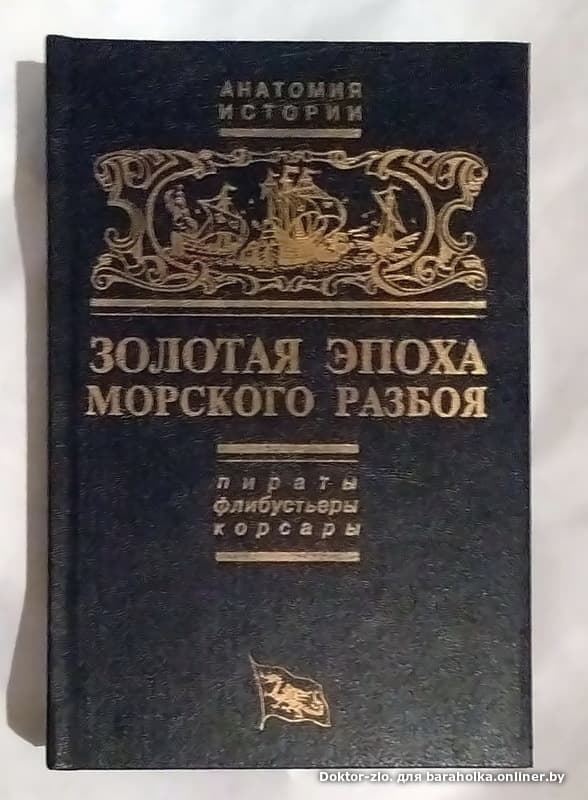 АНАТОМИЯ
ИСТОРИИ
ЗОЛОТАЯ ЭПОХА
МОРСКОГО РАЗБОЯ
пираты
флибустьеры
корсары
Doktor-zlo. для baraholka.onliner.by